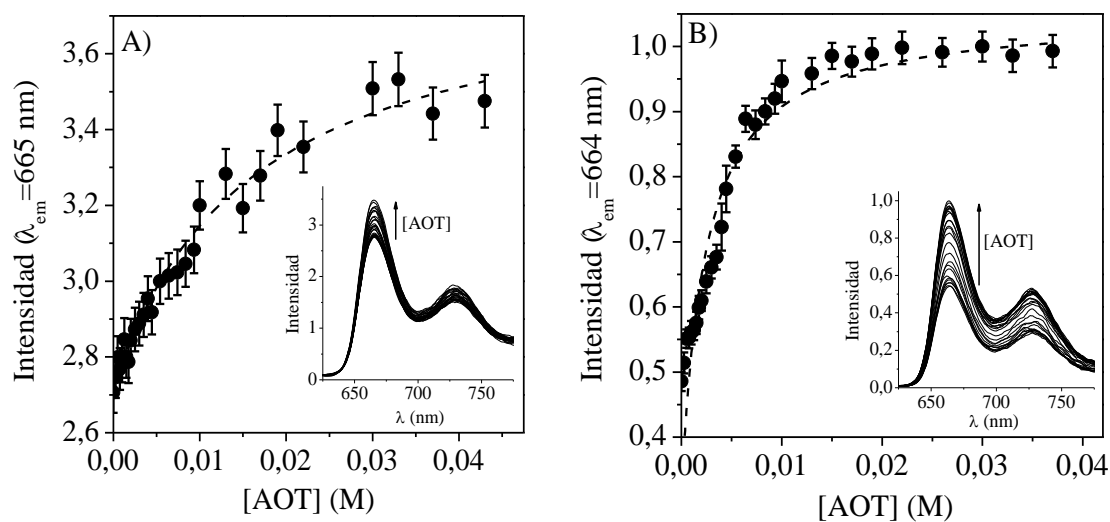 A)
Intensidad (λem=665 nm)
3,6
3,4
3,2
3,0
2,8
2,6
0,00 0,01 0,02 0,03 0,04
[AOT] (M)
[AOT]
Intensidad
3
2
1
0
650 700 750
λ (nm)
B)
Intensidad (λem=664 nm)
1,1
1,0
0,9
0,8
0,7
0,6
0,5
0,4
0,00 0,01 0,02 0,03 0,04
[AOT] (M)
[AOT]
Intensidad
1,0
0,8
0,6
0,4
0,2
0,0
650 700 750
λ (nm)